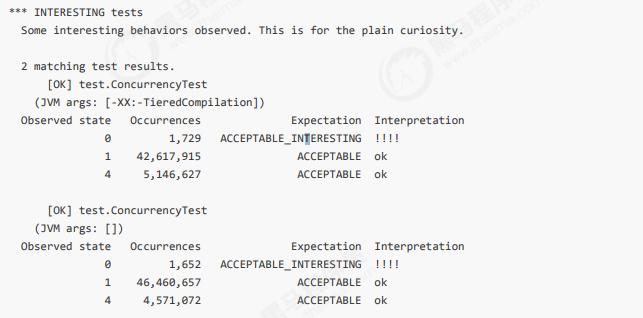 *** INTERESTING tests
Some interesting behaviors observed. This is for the plain curiosity.
2 matching test results.
[OK] test.ConcurrencyTest
(JVM args: [-XX:-TieredCompilation])
Observed state Occurrences Expectation Interpretation
0 1,729 ACCEPTABLE_INTERESTING !!!!
1 42,617,915 ACCEPTABLE ok
4 5,146,627 ACCEPTABLE ok
[OK] test.ConcurrencyTest
(JVM args: [])
Observed state Occurrences Expectation Interpretation
0 1,652 ACCEPTABLE_INTERESTING !!!!
1 46,460,657 ACCEPTABLE ok
4 4,571,072 ACCEPTABLE ok